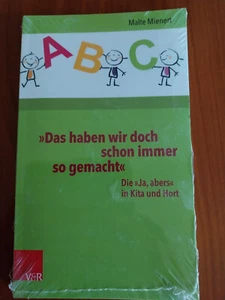 Malte Mienert
A B C
»Das haben wir doch
schon immer
so gemacht«
Die »Ja, abers«
in Kita und Hort
V&R